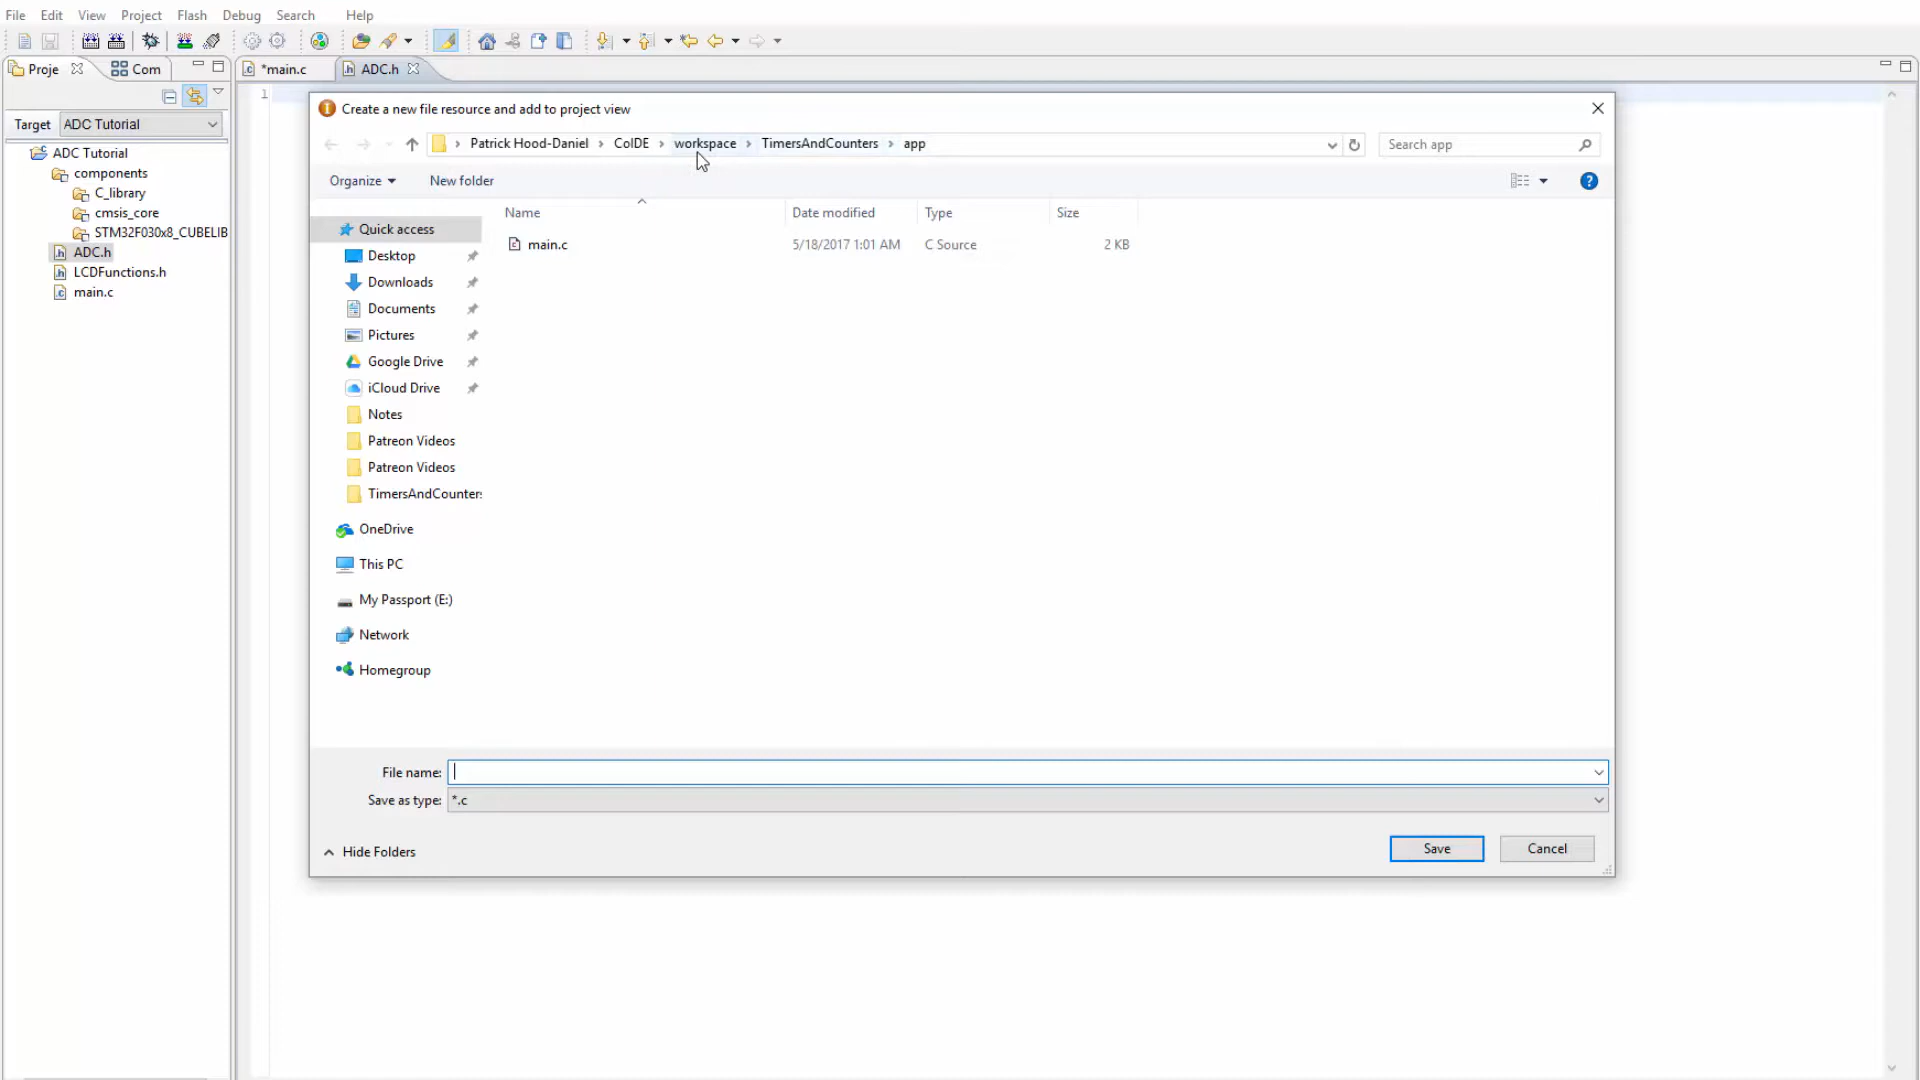 File Edit View Project Flash Debug Search Help
Proje Com *main.c ADC.h
1
Create a new file resource and add to project view
Target ADC Tutorial
Patrick Hood-Daniel CoIDE workspace TimersAndCounters app Search app
ADC Tutorial
components
C_library
cmsis_core
STM32F030x8_CUBELIB
ADC.h
LCDFunctions.h
main.c
Organize New folder
Name Date modified Type Size
main.c 5/18/2017 1:01 AM C Source 2 KB
Quick access
Desktop
Downloads
Documents
Pictures
Google Drive
iCloud Drive
Notes
Patreon Videos
Patreon Videos
TimersAndCounters
OneDrive
This PC
My Passport (E:)
Network
Homegroup
File name:
Save as type: *.c
Hide Folders Save Cancel